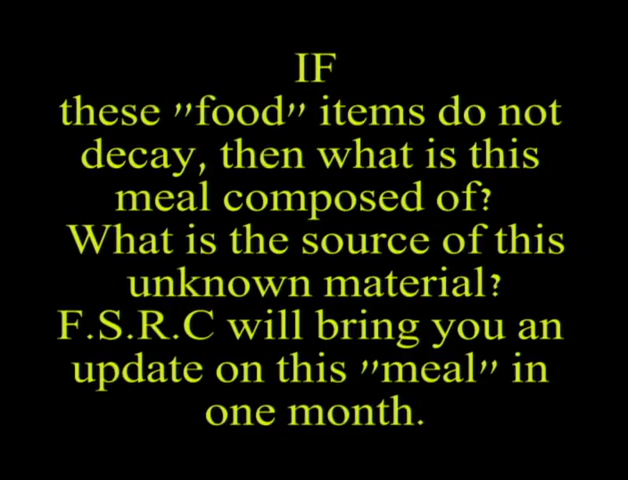 IF
these "food" items do not
decay, then what is this
meal composed of?
What is the source of this
unknown material?
F.S.R.C will bring you an
update on this "meal" in
one month.